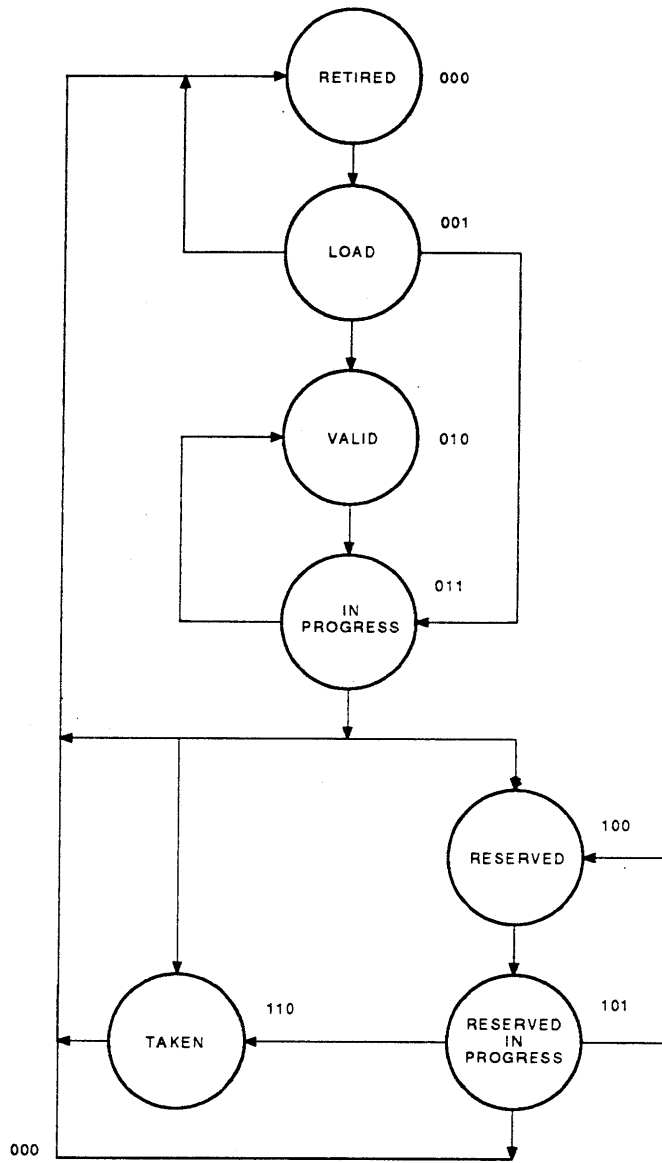 RETIRED 000
001
LOAD
VALID 010
011
IN
PROGRESS
100
RESERVED
110 101
RESERVED
TAKEN IN
PROGRESS
000